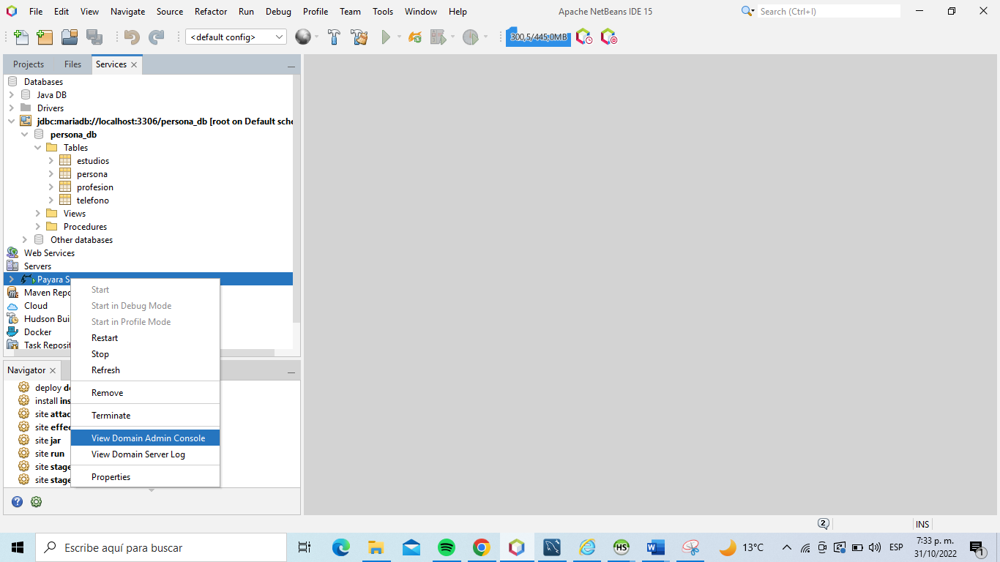 File Edit View Navigate Source Refactor Run Debug Profile Team Tools Window Help Apache NetBeans IDE 15 Search (Ctrl+I)
<default config> 300,5/445,0MB
Projects Files Services
Databases
Java DB
Drivers
jdbc:mariadb://localhost:3306/persona_db [root on Default sche
persona_db
Tables
estudios
persona
profesion
telefono
Views
Procedures
Other databases
Web Services
Servers
Payara S
Maven Repo
Cloud
Hudson Bui
Docker
Task Reposit
Start
Start in Debug Mode
Start in Profile Mode
Restart
Stop
Refresh
Remove
Terminate
View Domain Admin Console
View Domain Server Log
Properties
Navigator
deploy de
install ins
site attac
site effec
site jar
site run
site stage
site stage
2 INS
Escribe aquí para buscar HS 13°C ESP 7:33 p. m.
31/10/2022 1